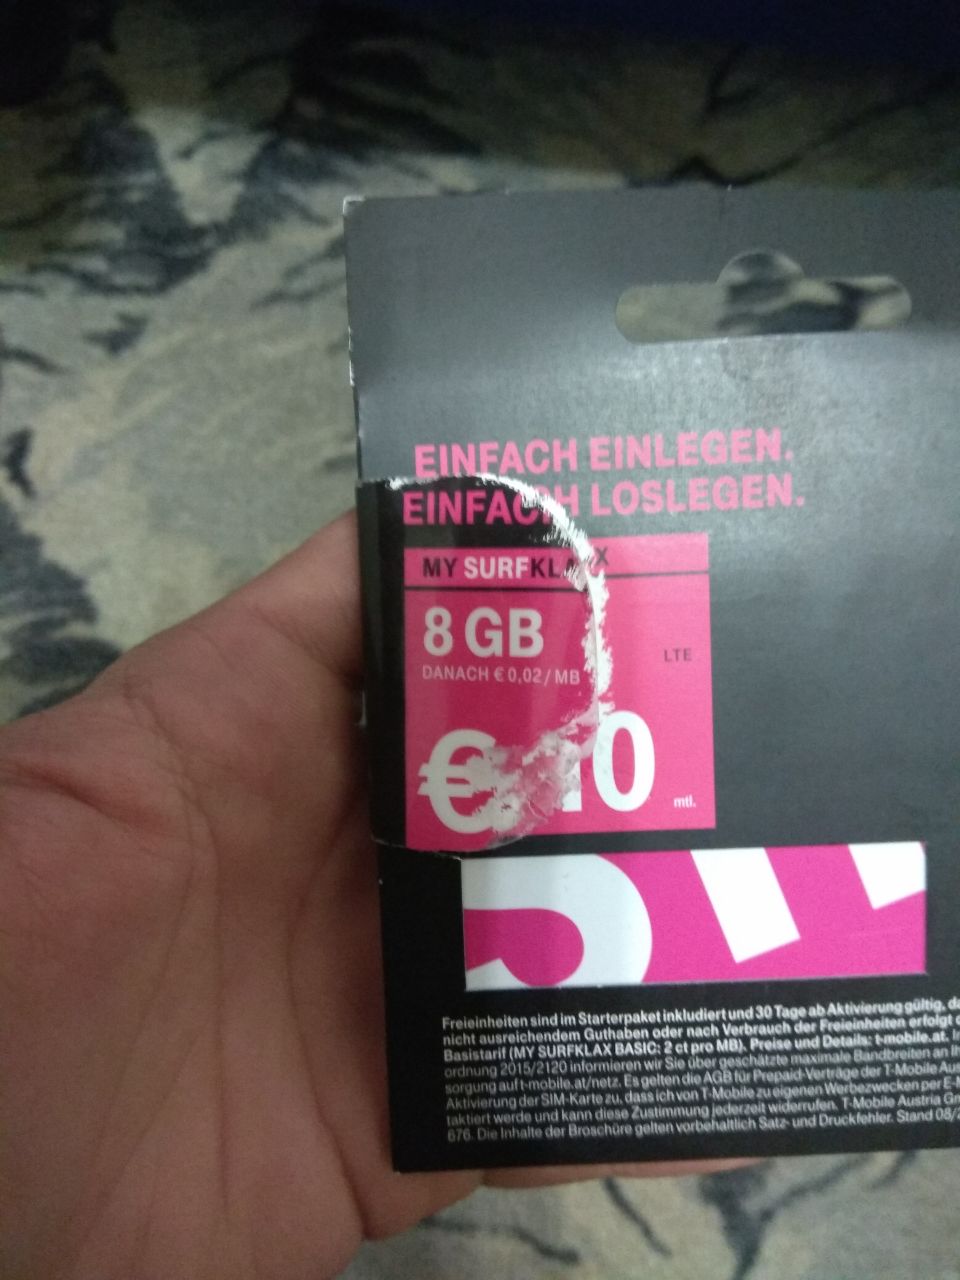 EINFACH EINLEGEN.
EINFACH LOSLEGEN.
MY SURFKLAX
8 GB
DANACH € 0,02 / MB
LTE
€ 10
mtl.
Freieinheiten sind im Starterpaket inkludiert und 30 Tage ab Aktivierung gültig,
nicht ausreichendem Guthaben oder nach Verbrauch der Freieinheiten erfolgt
Basistarif (MY SURFKLAX BASIC: 2 ct pro MB). Preise und Details: t-mobile.at.
ordnung 2015/2120 informieren wir Sie über geschätzte maximale Bandbreiten an
sorgung auf t-mobile.at/netz. Es gelten die AGB für Prepaid-Verträge der T-Mobile
Aktivierung der SIM-Karte zu, dass ich von T-Mobile zu eigenen Werbezwecken per
taktiert werde und kann diese Zustimmung jederzeit widerrufen. T-Mobile Austria
676. Die Inhalte der Broschüre gelten vorbehaltlich Satz- und Druckfehler. Stand